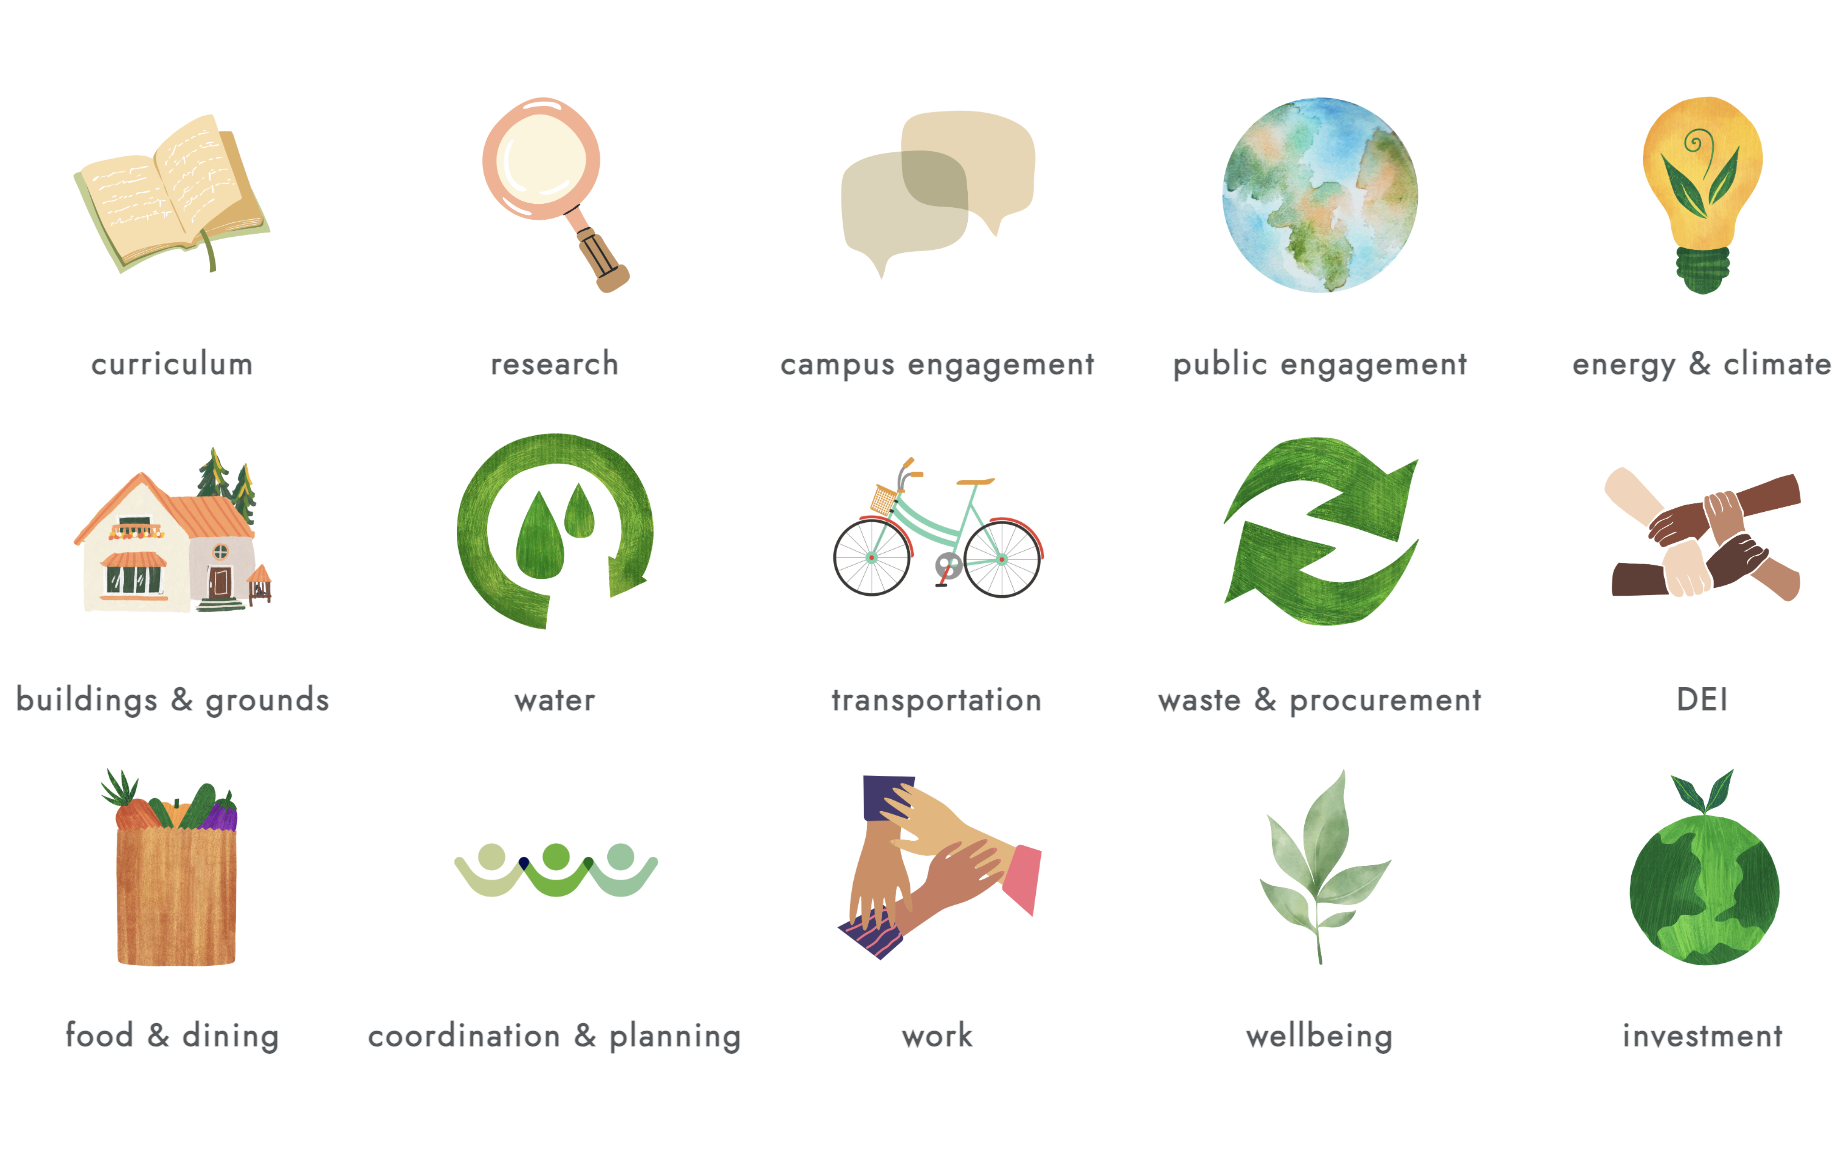 curriculum
research
campus engagement
public engagement
energy & climate
buildings & grounds
water
transportation
waste & procurement
DEI
food & dining
coordination & planning
work
wellbeing
investment